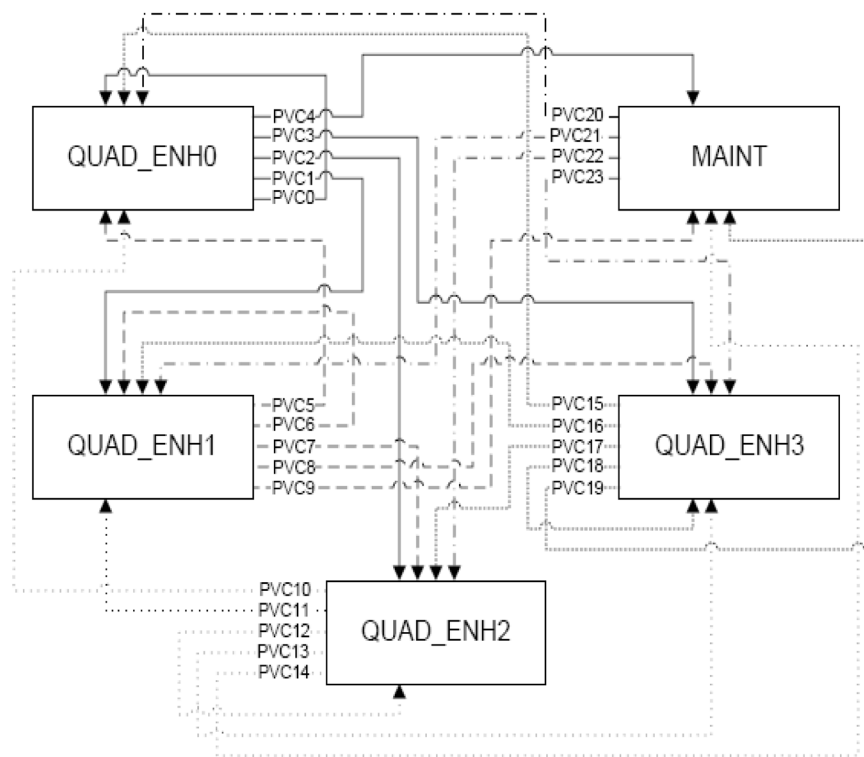 QUAD_ENH0
PVC4
PVC3
PVC2
PVC1
PVC0
PVC20
PVC21
PVC22
PVC23
MAINT
QUAD_ENH1
PVC5
PVC6
PVC7
PVC8
PVC9
PVC15
PVC16
PVC17
PVC18
PVC19
QUAD_ENH3
PVC10
PVC11
PVC12
PVC13
PVC14
QUAD_ENH2